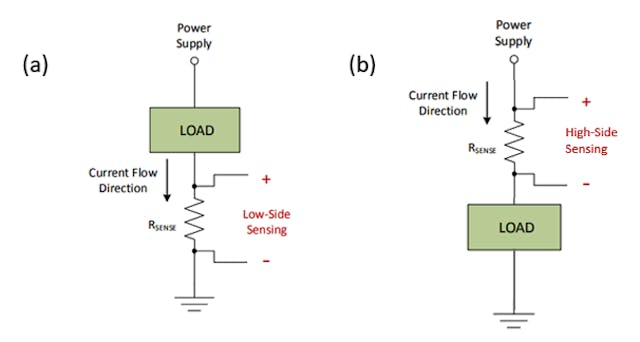 (a)
Power
Supply
LOAD
Current Flow
Direction
+
RSENSE
Low-Side
Sensing
-
(b)
Power
Supply
Current Flow
Direction
+
RSENSE
High-Side
Sensing
-
LOAD